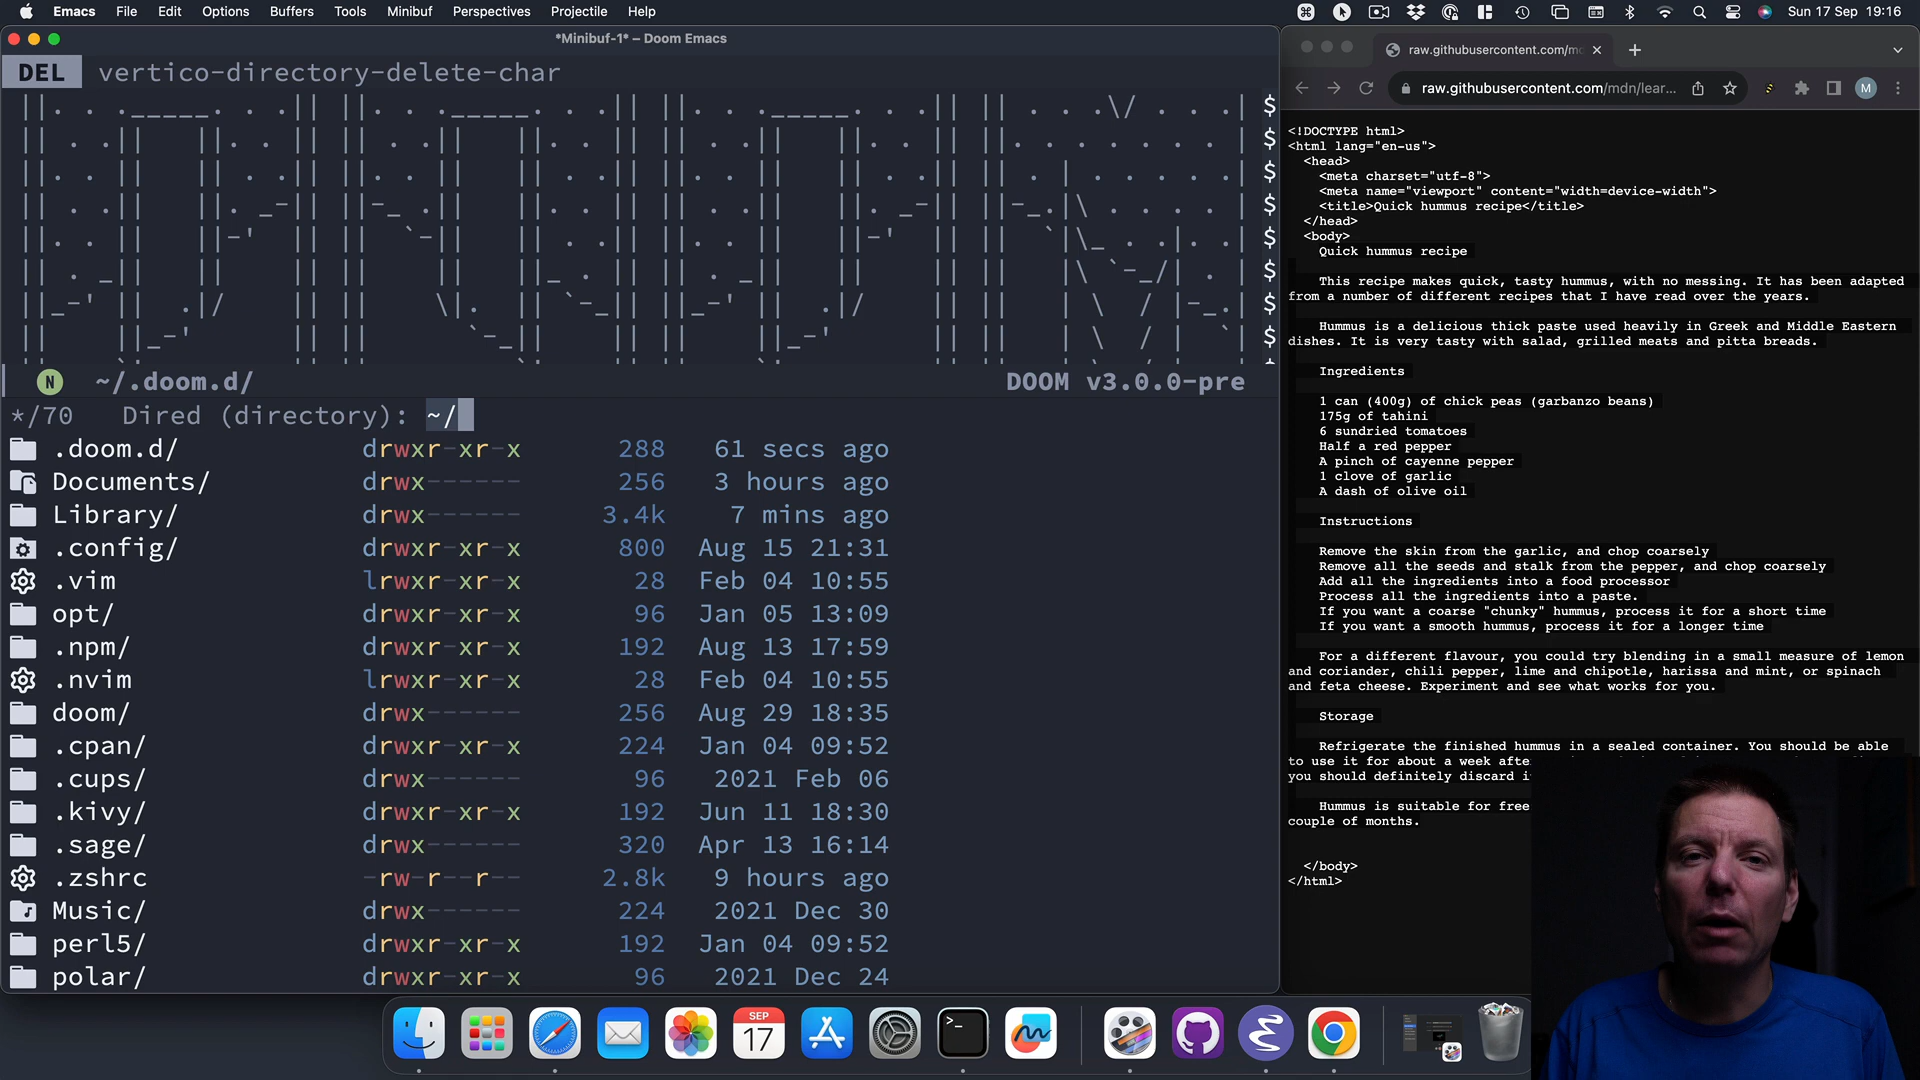 Emacs File Edit Options Buffers Tools Minibuf Perspectives Projectile Help
Sun 17 Sep 19:16
*Minibuf-1* – Doom Emacs
DEL vertico-directory-delete-char
N ~/.doom.d/ DOOM v3.0.0-pre
*/70 Dired (directory): ~/
.doom.d/ drwxr-xr-x 288 61 secs ago
Documents/ drwx------ 256 3 hours ago
Library/ drwx------ 3.4k 7 mins ago
.config/ drwxr-xr-x 800 Aug 15 21:31
.vim lrwxr-xr-x 28 Feb 04 10:55
opt/ drwxr-xr-x 96 Jan 05 13:09
.npm/ drwxr-xr-x 192 Aug 13 17:59
.nvim lrwxr-xr-x 28 Feb 04 10:55
doom/ drwx------ 256 Aug 29 18:35
.cpan/ drwxr-xr-x 224 Jan 04 09:52
.cups/ drwx------ 96 2021 Feb 06
.kivy/ drwxr-xr-x 192 Jun 11 18:30
.sage/ drwx------ 320 Apr 13 16:14
.zshrc -rw-r--r-- 2.8k 9 hours ago
Music/ drwx------ 224 2021 Dec 30
perl5/ drwxr-xr-x 192 Jan 04 09:52
polar/ drwxr-xr-x 96 2021 Dec 24
raw.githubusercontent.com/m
raw.githubusercontent.com/mdn/lear...
M
<!DOCTYPE html>
<html lang="en-us">
<head>
<meta charset="utf-8">
<meta name="viewport" content="width=device-width">
<title>Quick hummus recipe</title>
</head>
<body>
Quick hummus recipe
This recipe makes quick, tasty hummus, with no messing. It has been adapted
from a number of different recipes that I have read over the years.
Hummus is a delicious thick paste used heavily in Greek and Middle Eastern
dishes. It is very tasty with salad, grilled meats and pitta breads.
Ingredients
1 can (400g) of chick peas (garbanzo beans)
175g of tahini
6 sundried tomatoes
Half a red pepper
A pinch of cayenne pepper
1 clove of garlic
A dash of olive oil
Instructions
Remove the skin from the garlic, and chop coarsely
Remove all the seeds and stalk from the pepper, and chop coarsely
Add all the ingredients into a food processor
Process all the ingredients into a paste.
If you want a coarse "chunky" hummus, process it for a short time
If you want a smooth hummus, process it for a longer time
For a different flavour, you could try blending in a small measure of lemon
and coriander, chili pepper, lime and chipotle, harissa and mint, or spinach
and feta cheese. Experiment and see what works for you.
Storage
Refrigerate the finished hummus in a sealed container. You should be able
to use it for about a week afte
you should definitely discard i
Hummus is suitable for free
couple of months.
</body>
</html>
SEP
17